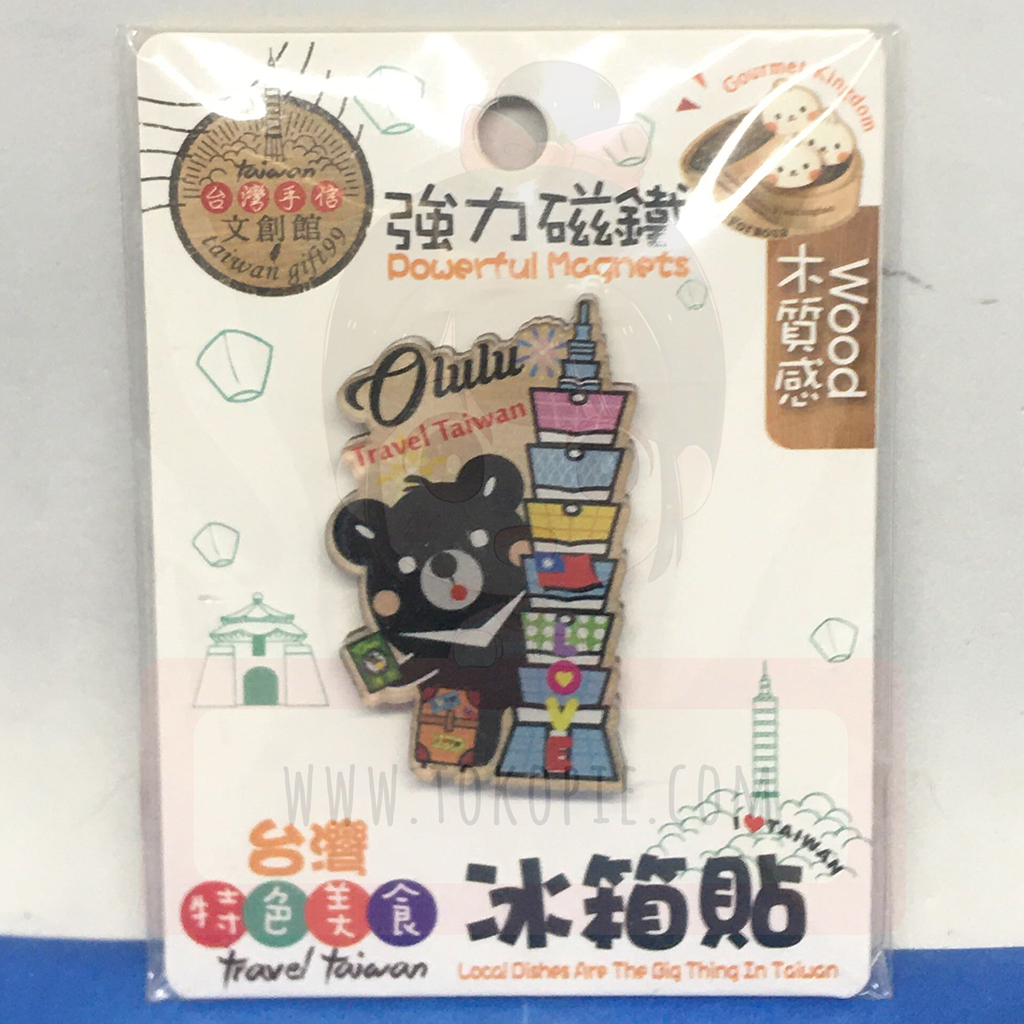 taiwan
台灣手信
文創館
taiwan gift99
強力磁鐵
Powerful Magnets
Gourmet Kingdom
Formosa
木質感
Wood
Olulu
Travel Taiwan
LOVE
www.tokopie.com
I ♥ TAIWAN
台灣
特色美食
travel taiwan
冰箱貼
Local Dishes Are The Big Thing In Taiwan